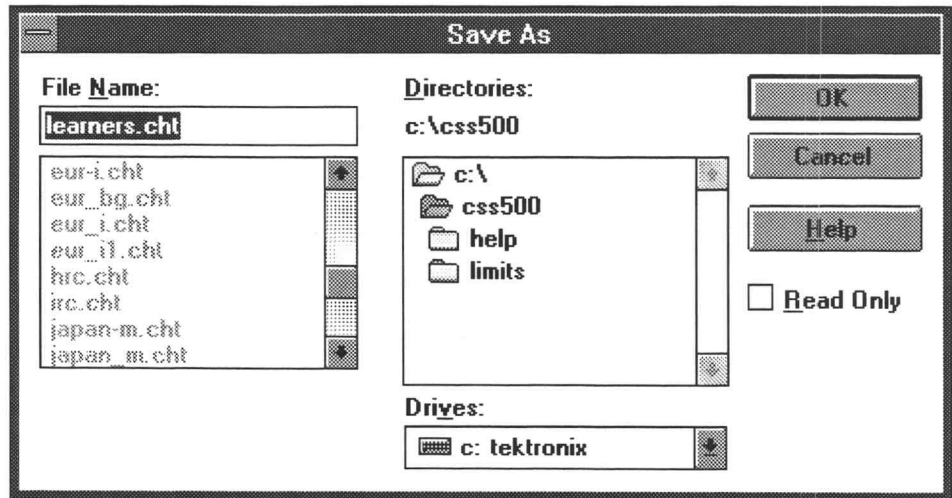 Save As
File Name:
learners.cht
eur-i.cht
eur_bg.cht
eur_i.cht
eur_i1.cht
hrc.cht
irc.cht
japan-m.cht
japan_m.cht
Directories:
c:\css500
c:\
css500
help
limits
Drives:
c: tektronix
OK
Cancel
Help
Read Only